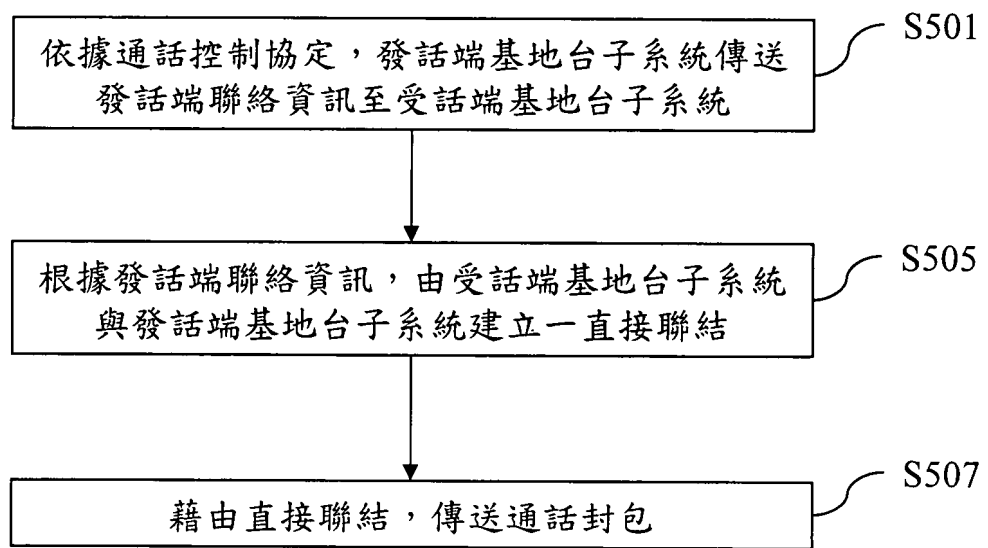 S501
依據通話控制協定，發話端基地台子系統傳送
發話端聯絡資訊至受話端基地台子系統
S505
根據發話端聯絡資訊，由受話端基地台子系統
與發話端基地台子系統建立一直接聯結
S507
藉由直接聯結，傳送通話封包